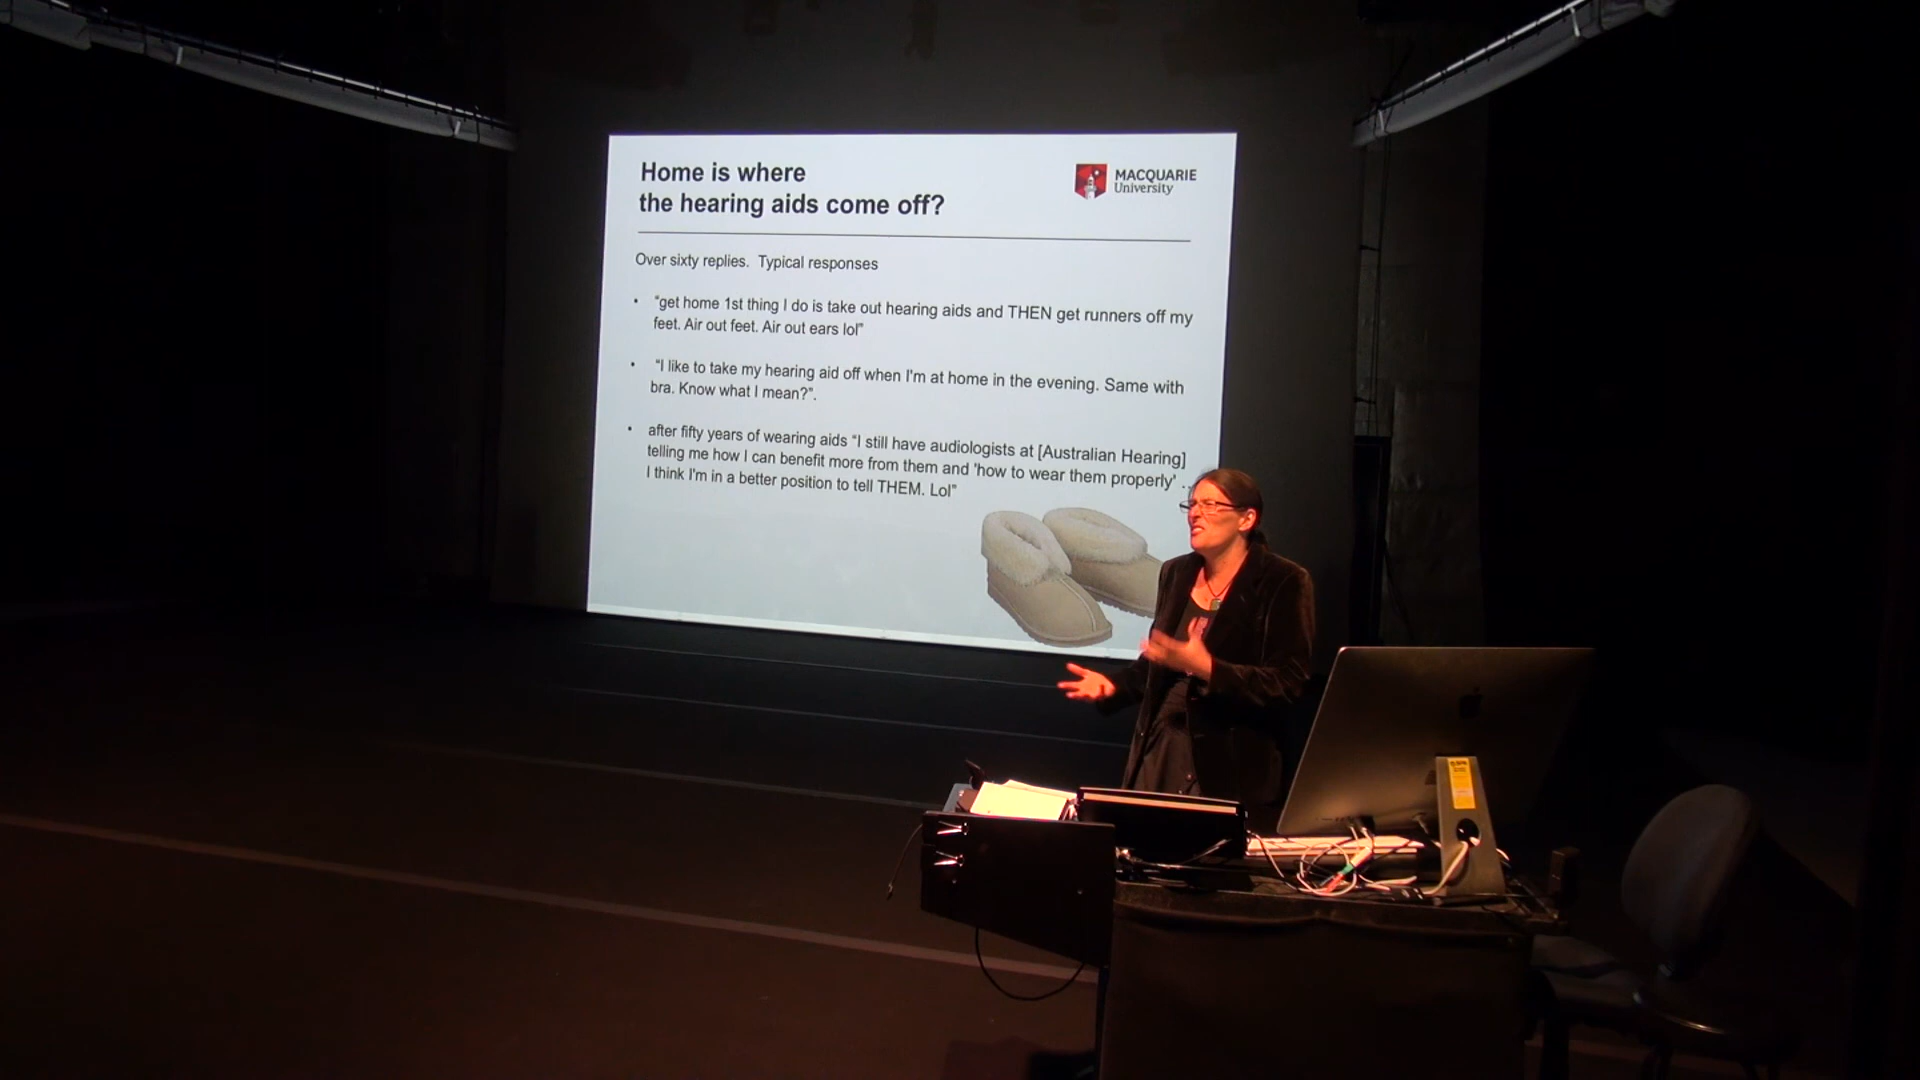 Home is where
the hearing aids come off?
MACQUARIE
University
Over sixty replies.  Typical responses
• "get home 1st thing I do is take out hearing aids and THEN get runners off my
feet. Air out feet. Air out ears lol"
• "I like to take my hearing aid off when I'm at home in the evening. Same with
bra. Know what I mean?".
• after fifty years of wearing aids "I still have audiologists at [Australian Hearing]
telling me how I can benefit more from them and 'how to wear them properly' ...
I think I'm in a better position to tell THEM. Lol"